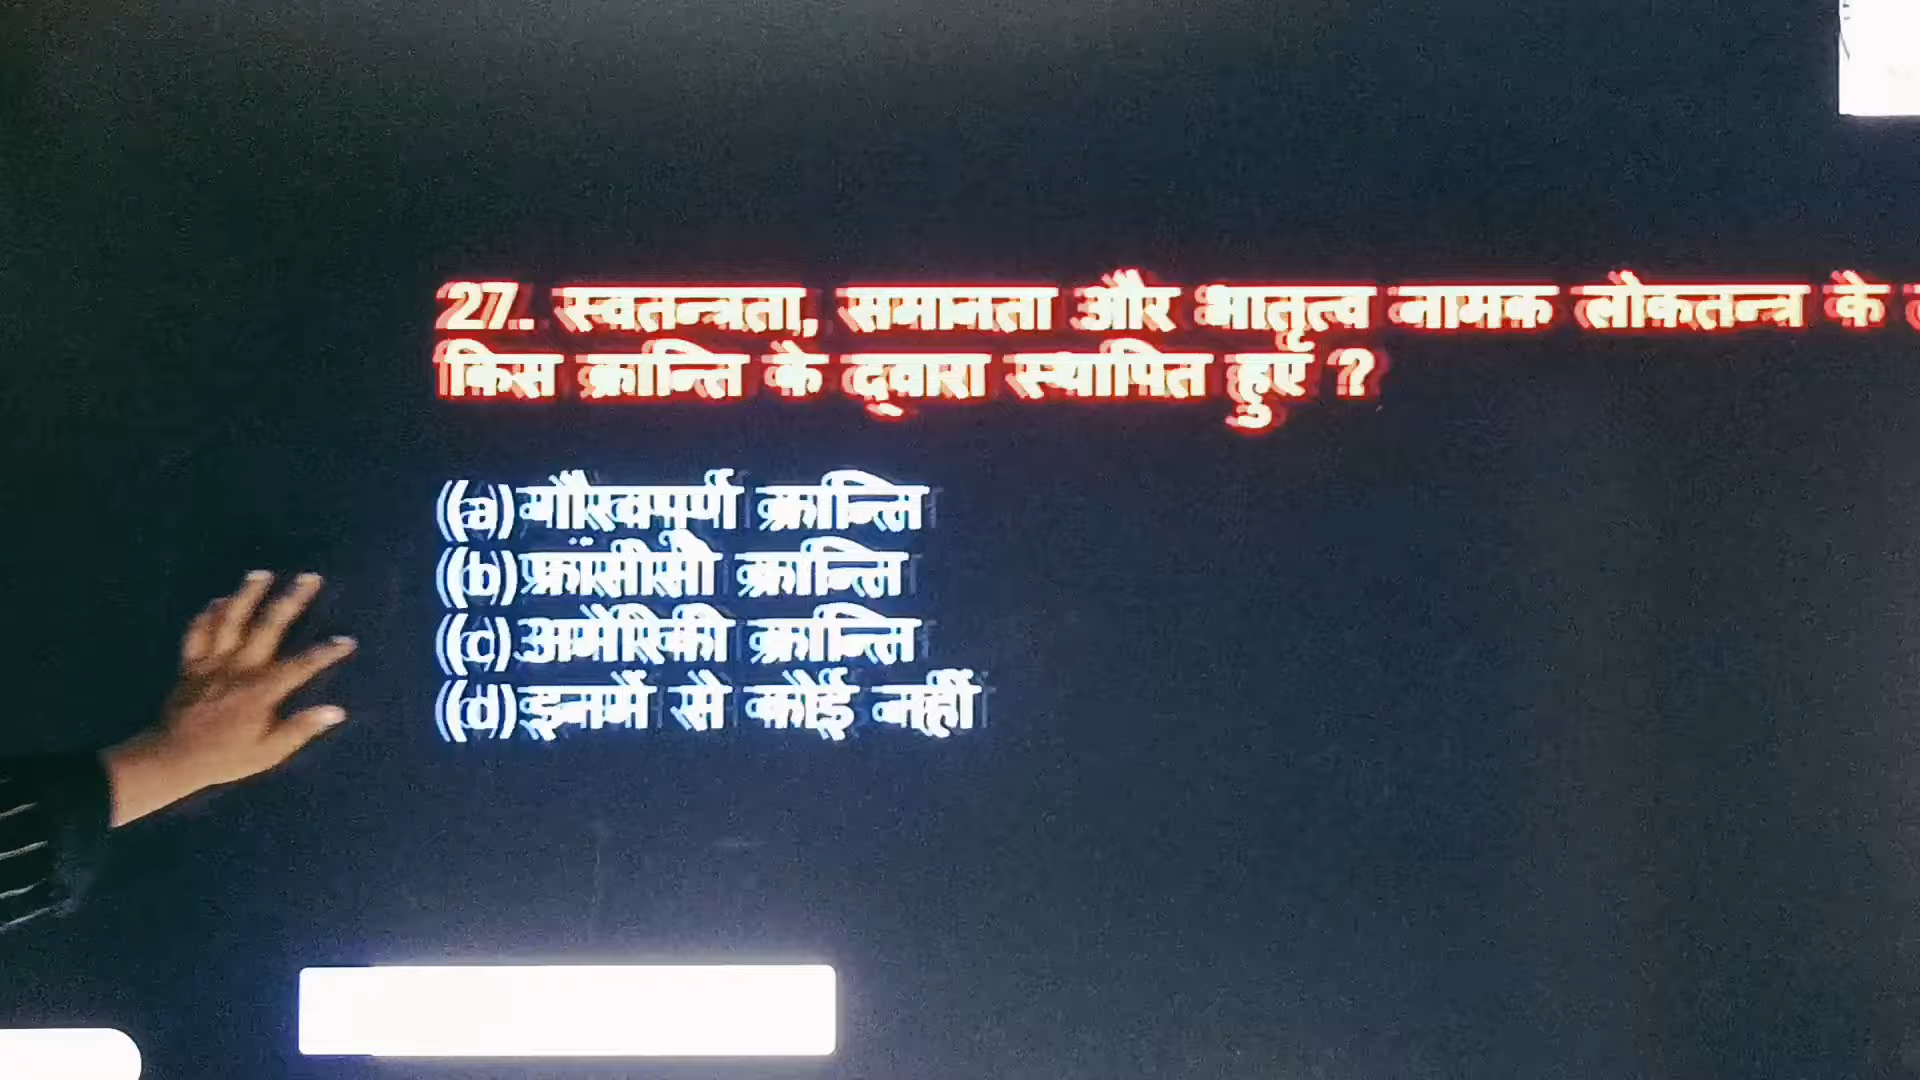 27. स्वतन्त्रता, समानता और भातृत्व नामक लोकतन्त्र के
किस क्रान्ति के द्वारा स्थापित हुए ?
(a) गौरवपूर्ण क्रान्ति
(b) फ्रांसीसी क्रान्ति
(c) अमेरिकी क्रान्ति
(d) इनमें से कोई नहीं